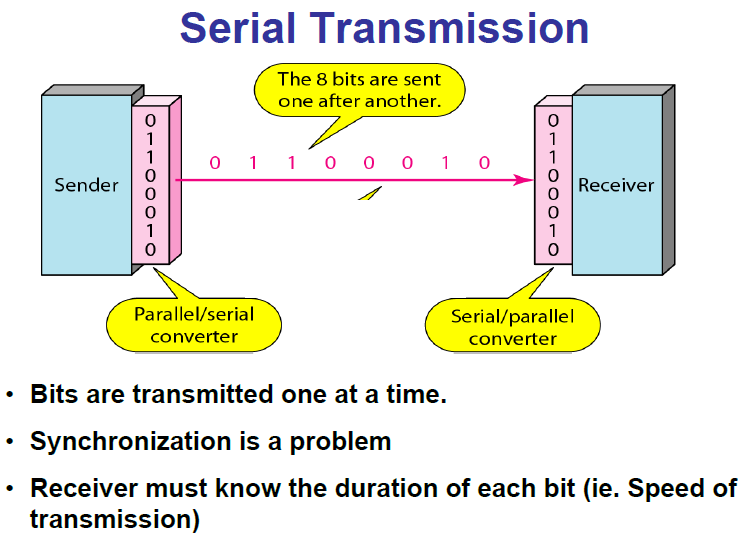 Serial Transmission
The 8 bits are sent
one after another.
0 1 1 0 0 0 1 0
Sender
0
1
1
0
0
0
1
0
0
1
1
0
0
0
1
0
Receiver
Parallel/serial
converter
Serial/parallel
converter
• Bits are transmitted one at a time.
• Synchronization is a problem
• Receiver must know the duration of each bit (ie. Speed of
transmission)